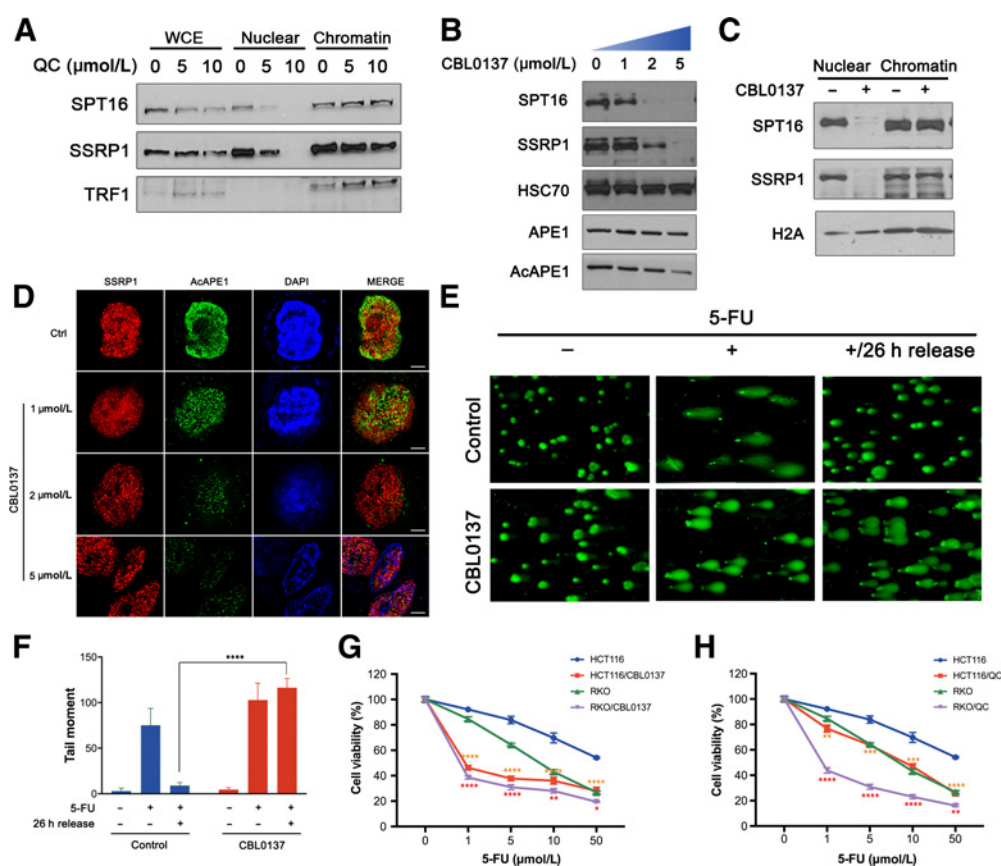 A
WCE Nuclear Chromatin
QC (µmol/L) 0 5 10 0 5 10 0 5 10
SPT16
SSRP1
TRF1
B
CBL0137 (µmol/L) 0 1 2 5
SPT16
SSRP1
HSC70
APE1
AcAPE1
C
Nuclear Chromatin
CBL0137 – + – +
SPT16
SSRP1
H2A
D
SSRP1 AcAPE1 DAPI MERGE
Ctrl
1 µmol/L
2 µmol/L
5 µmol/L
CBL0137
E
5-FU
– + +/26 h release
Control
CBL0137
F
Tail moment
150
100
50
0
****
5-FU – + + – + +
26 h release – – + – – +
Control CBL0137
G
HCT116
HCT116/CBL0137
RKO
RKO/CBL0137
Cell viability (%)
120
100
80
60
40
20
0
**** **** **** ****
**** **** ** *
0 1 5 10 50
5-FU (µmol/L)
H
HCT116
HCT116/QC
RKO
RKO/QC
Cell viability (%)
120
100
80
60
40
20
0
** *** *** ****
**** **** **** **
0 1 5 10 50
5-FU (µmol/L)